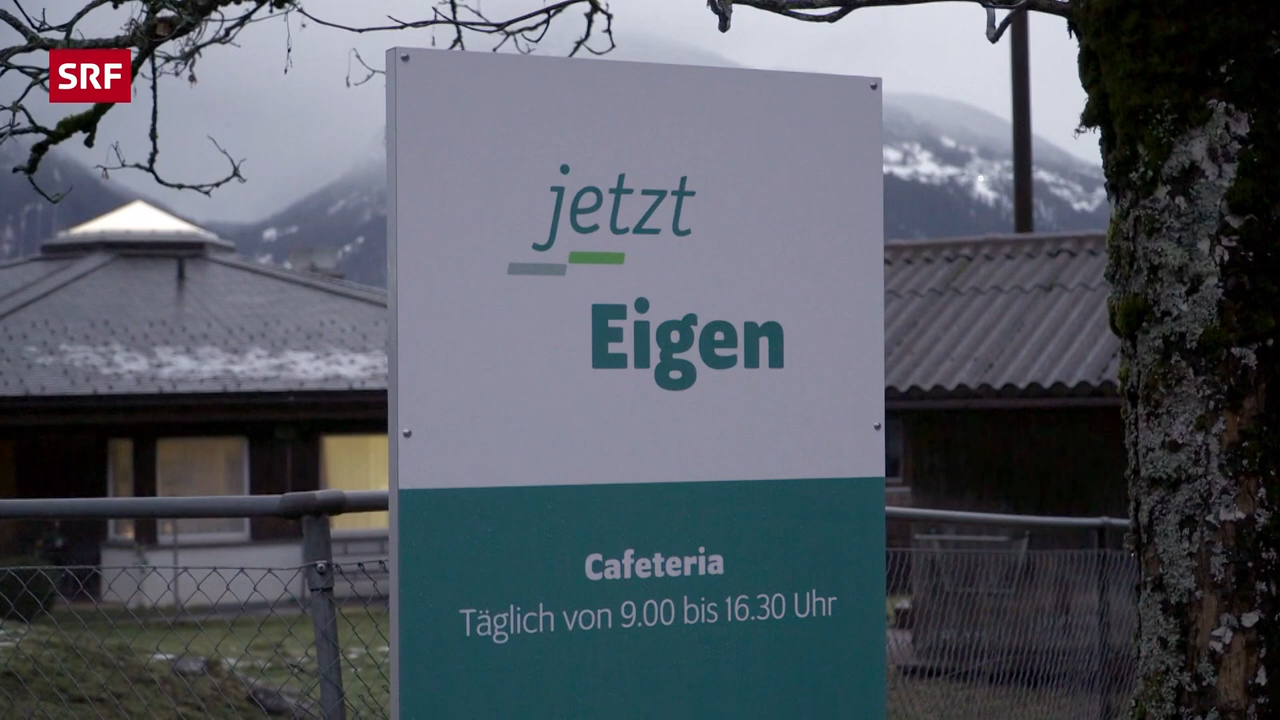 SRF
jetzt
Eigen
Cafeteria
Täglich von 9.00 bis 16.30 Uhr